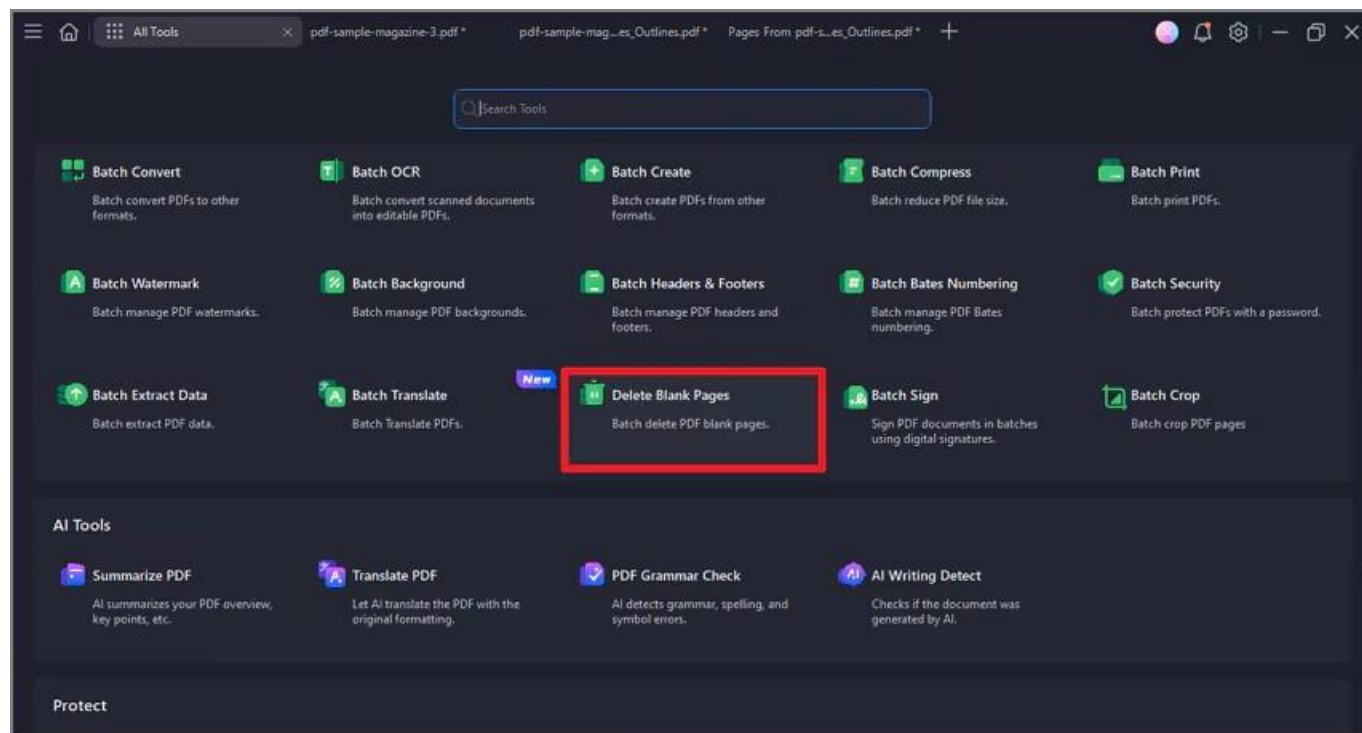 All Tools
pdf-sample-magazine-3.pdf *
pdf-sample-mag...es_Outlines.pdf *
Pages From pdf-s...es_Outlines.pdf *
Search Tools
Batch Convert
Batch convert PDFs to other
formats.
Batch OCR
Batch convert scanned documents
into editable PDFs.
Batch Create
Batch create PDFs from other
formats.
Batch Compress
Batch reduce PDF file size.
Batch Print
Batch print PDFs.
Batch Watermark
Batch manage PDF watermarks.
Batch Background
Batch manage PDF backgrounds.
Batch Headers & Footers
Batch manage PDF headers and
footers.
Batch Bates Numbering
Batch manage PDF Bates
numbering.
Batch Security
Batch protect PDFs with a password.
Batch Extract Data
Batch extract PDF data.
New
Batch Translate
Batch Translate PDFs.
Delete Blank Pages
Batch delete PDF blank pages.
Batch Sign
Sign PDF documents in batches
using digital signatures.
Batch Crop
Batch crop PDF pages
AI Tools
Summarize PDF
AI summarizes your PDF overview,
key points, etc.
Translate PDF
Let AI translate the PDF with the
original formatting.
PDF Grammar Check
AI detects grammar, spelling, and
symbol errors.
AI Writing Detect
Checks if the document was
generated by AI.
Protect